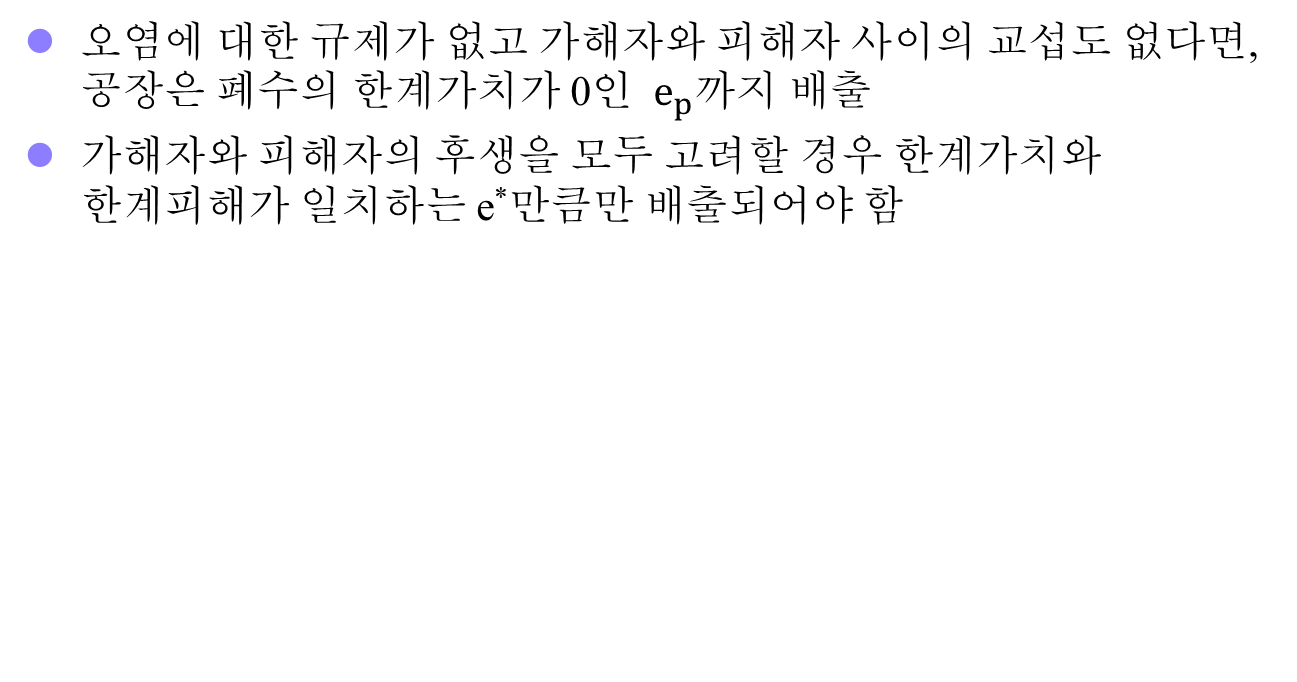 ● 오염에 대한 규제가 없고 가해자와 피해자 사이의 교섭도 없다면,
공장은 폐수의 한계가치가 0인 eₚ까지 배출
● 가해자와 피해자의 후생을 모두 고려할 경우 한계가치와
한계피해가 일치하는 e*만큼만 배출되어야 함